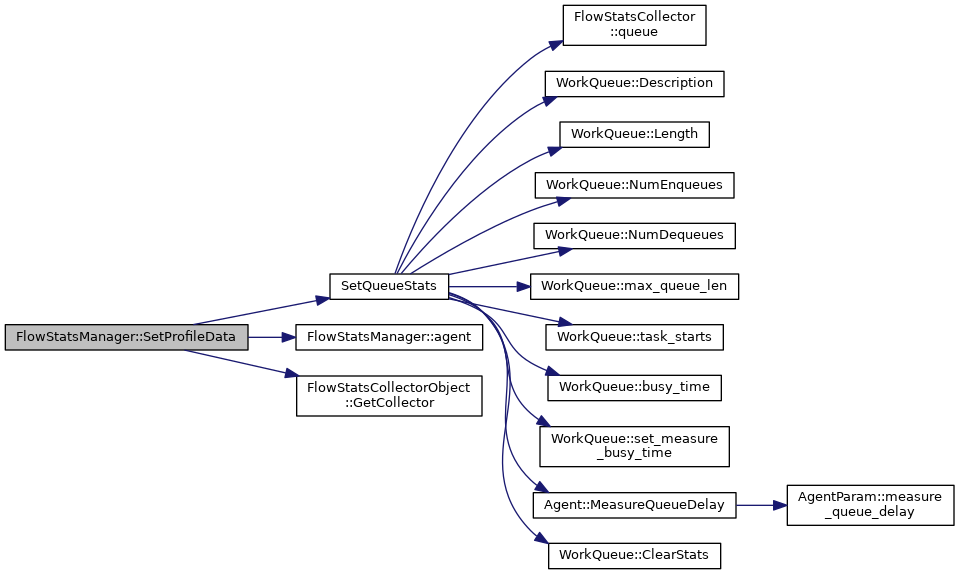 FlowStatsCollector
::queue
WorkQueue::Description
WorkQueue::Length
WorkQueue::NumEnqueues
WorkQueue::NumDequeues
SetQueueStats
WorkQueue::max_queue_len
FlowStatsManager::SetProfileData
FlowStatsManager::agent
WorkQueue::task_starts
FlowStatsCollectorObject
::GetCollector
WorkQueue::busy_time
WorkQueue::set_measure
_busy_time
Agent::MeasureQueueDelay
AgentParam::measure
_queue_delay
WorkQueue::ClearStats